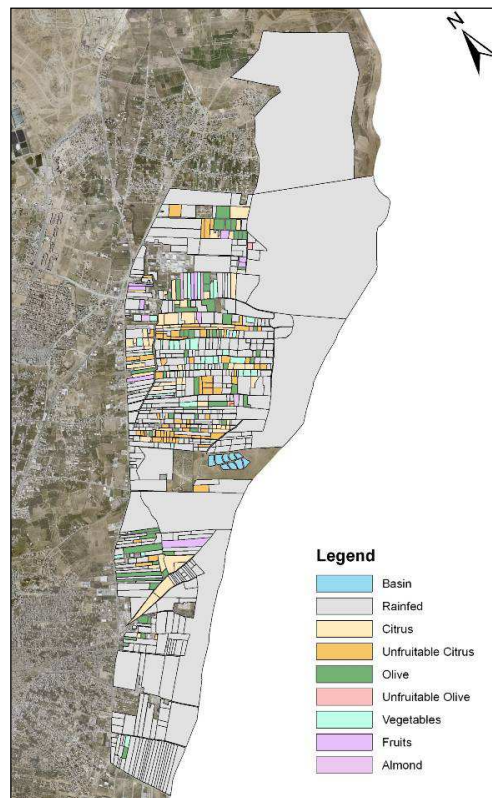 N
Legend
Basin
Rainfed
Citrus
Unfruitable Citrus
Olive
Unfruitable Olive
Vegetables
Fruits
Almond